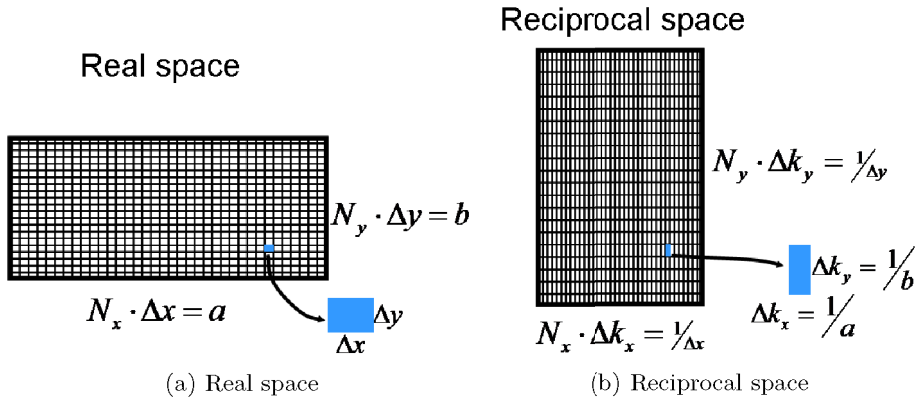 Real space
N_y · Δy = b
N_x · Δx = a
Δy
Δx
(a) Real space
Reciprocal space
N_y · Δk_y = 1/Δy
Δk_y = 1/b
Δk_x = 1/a
N_x · Δk_x = 1/Δx
(b) Reciprocal space